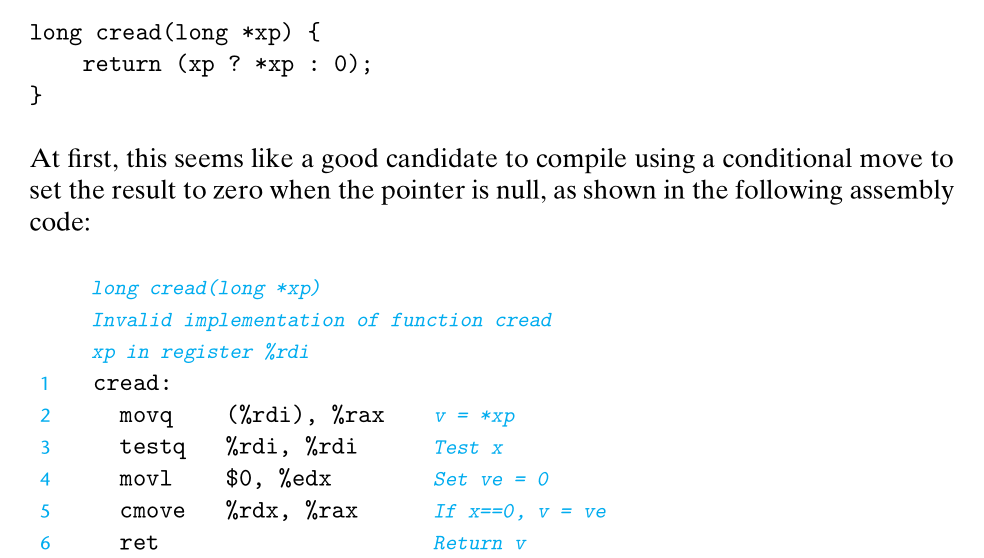 long cread(long *xp) {
    return (xp ? *xp : 0);
}
At first, this seems like a good candidate to compile using a conditional move to
set the result to zero when the pointer is null, as shown in the following assembly
code:
long cread(long *xp)
Invalid implementation of function cread
xp in register %rdi
1 cread:
2 movq (%rdi), %rax v = *xp
3 testq %rdi, %rdi Test x
4 movl $0, %edx Set ve = 0
5 cmove %rdx, %rax If x==0, v = ve
6 ret Return v